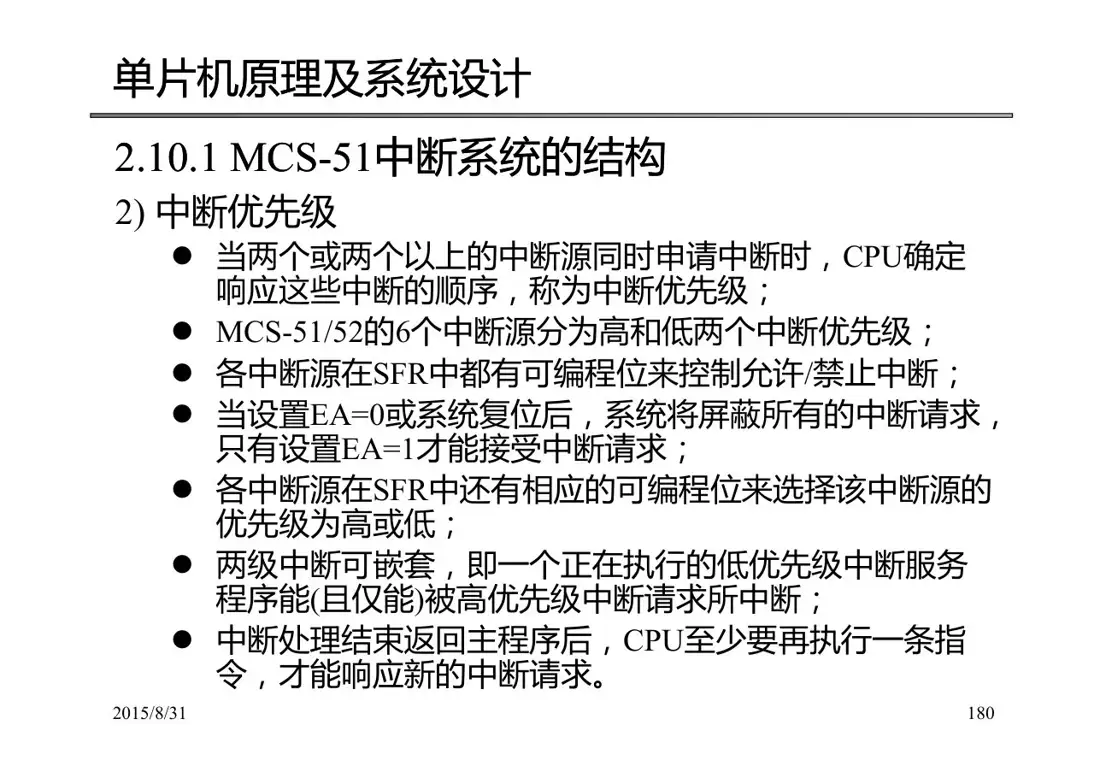 单片机原理及系统设计
2.10.1 MCS-51中断系统的结构
2) 中断优先级
● 当两个或两个以上的中断源同时申请中断时，CPU确定
响应这些中断的顺序，称为中断优先级；
● MCS-51/52的6个中断源分为高和低两个中断优先级；
● 各中断源在SFR中都有可编程位来控制允许/禁止中断；
● 当设置EA=0或系统复位后，系统将屏蔽所有的中断请求，
只有设置EA=1才能接受中断请求；
● 各中断源在SFR中还有相应的可编程位来选择该中断源的
优先级为高或低；
● 两级中断可嵌套，即一个正在执行的低优先级中断服务
程序能(且仅能)被高优先级中断请求所中断；
● 中断处理结束返回主程序后，CPU至少要再执行一条指
令，才能响应新的中断请求。
2015/8/31
180